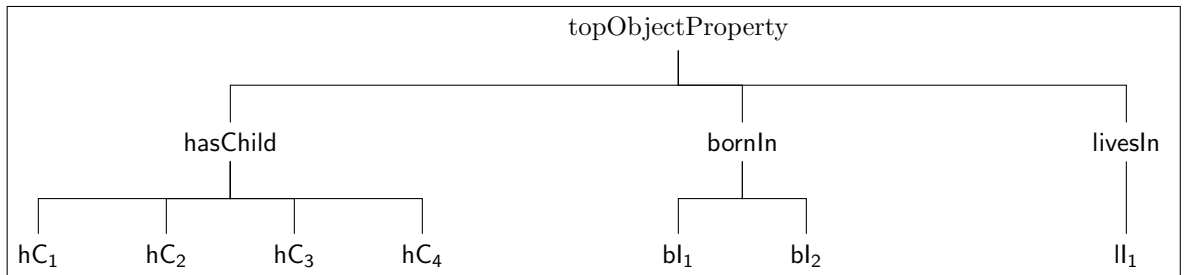 topObjectProperty
hasChild bornIn livesIn
hC₁ hC₂ hC₃ hC₄ bI₁ bI₂ lI₁